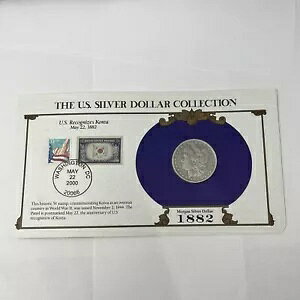 THE U.S. SILVER DOLLAR COLLECTION
U.S. Recognizes Korea
May 22, 1882
WASHINGTON, DC
MAY
22
2000
20066
This historic 5¢ stamp, commemorating Korea as an overrun
country in World War II, was issued November 2, 1944. The
Panel is postmarked May 22, the anniversary of U.S.
recognition of Korea.
Morgan Silver Dollar
1882